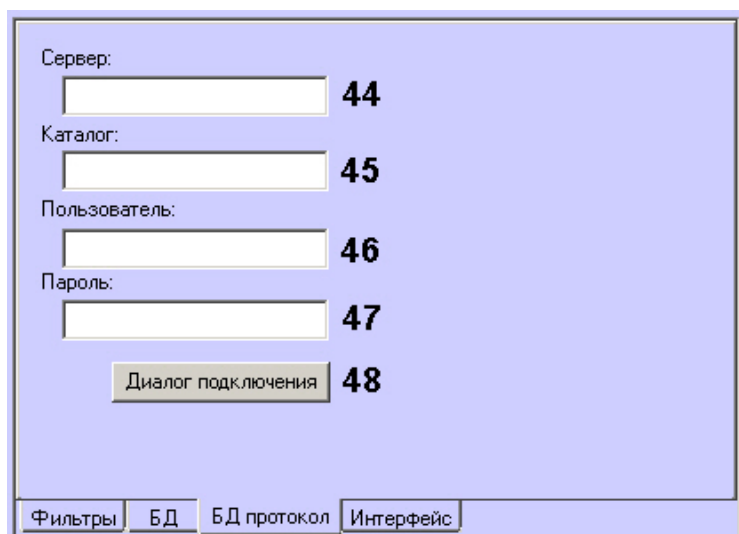 Сервер:
44
Каталог:
45
Пользователь:
46
Пароль:
47
Диалог подключения 48
Фильтры БД БД протокол Интерфейс